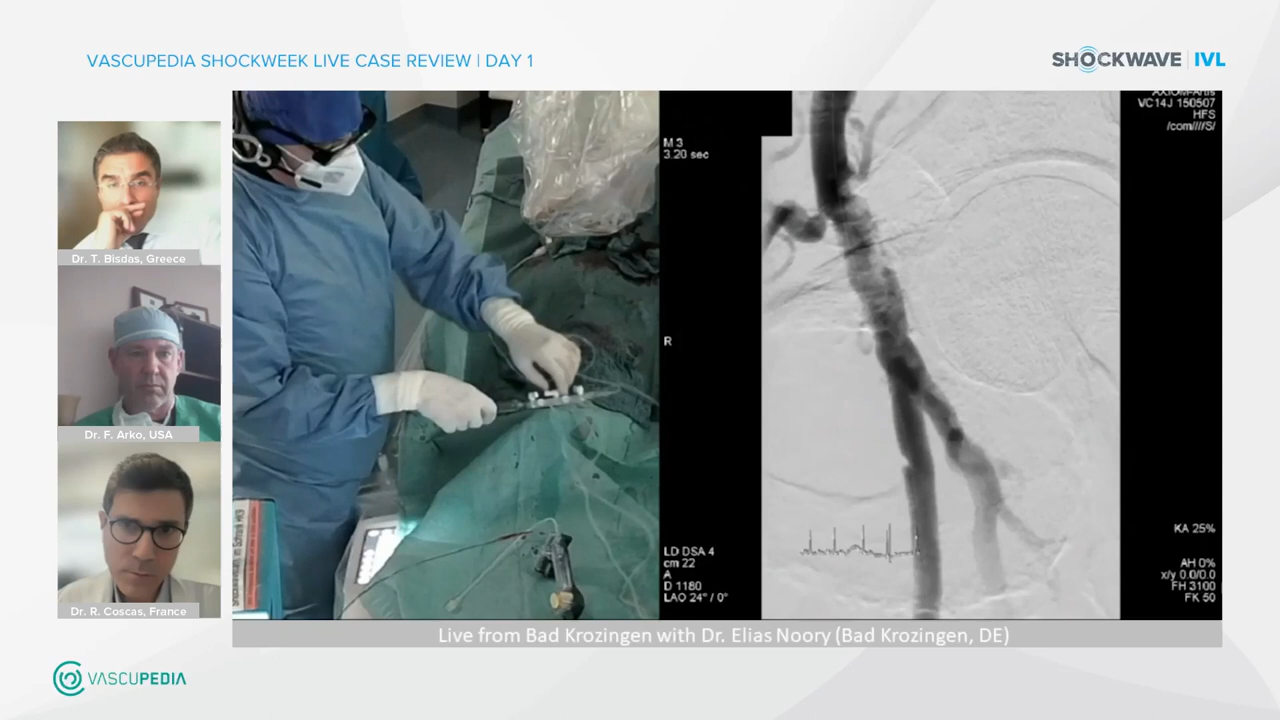 VASCUPEDIA SHOCKWEEK LIVE CASE REVIEW | DAY 1
SHOCKWAVE | IVL
Dr. T. Bisdas, Greece
Dr. F. Arko, USA
Dr. R. Coscas, France
M 3
3.20 sec
R
LD DSA 4
cm 22
A
D 1180
LAO 24° / 0°
AXIOM-Artis
VC14J 150507
HFS
/com////S/
KA 25%
AH 0%
x/y 0.0/0.0
FH 3100
FK 50
Live from Bad Krozingen with Dr. Elias Noory (Bad Krozingen, DE)
VASCUPEDIA